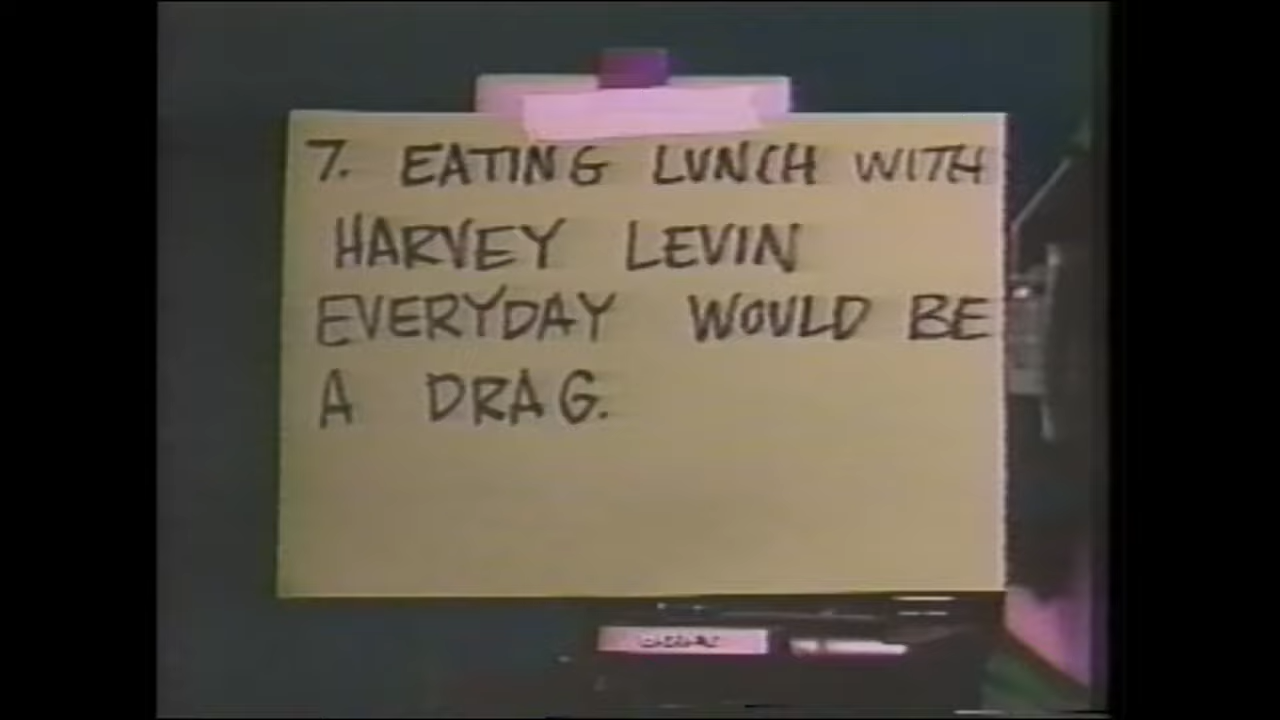 7. EATING LUNCH WITH
HARVEY LEVIN
EVERYDAY WOULD BE
A DRAG.